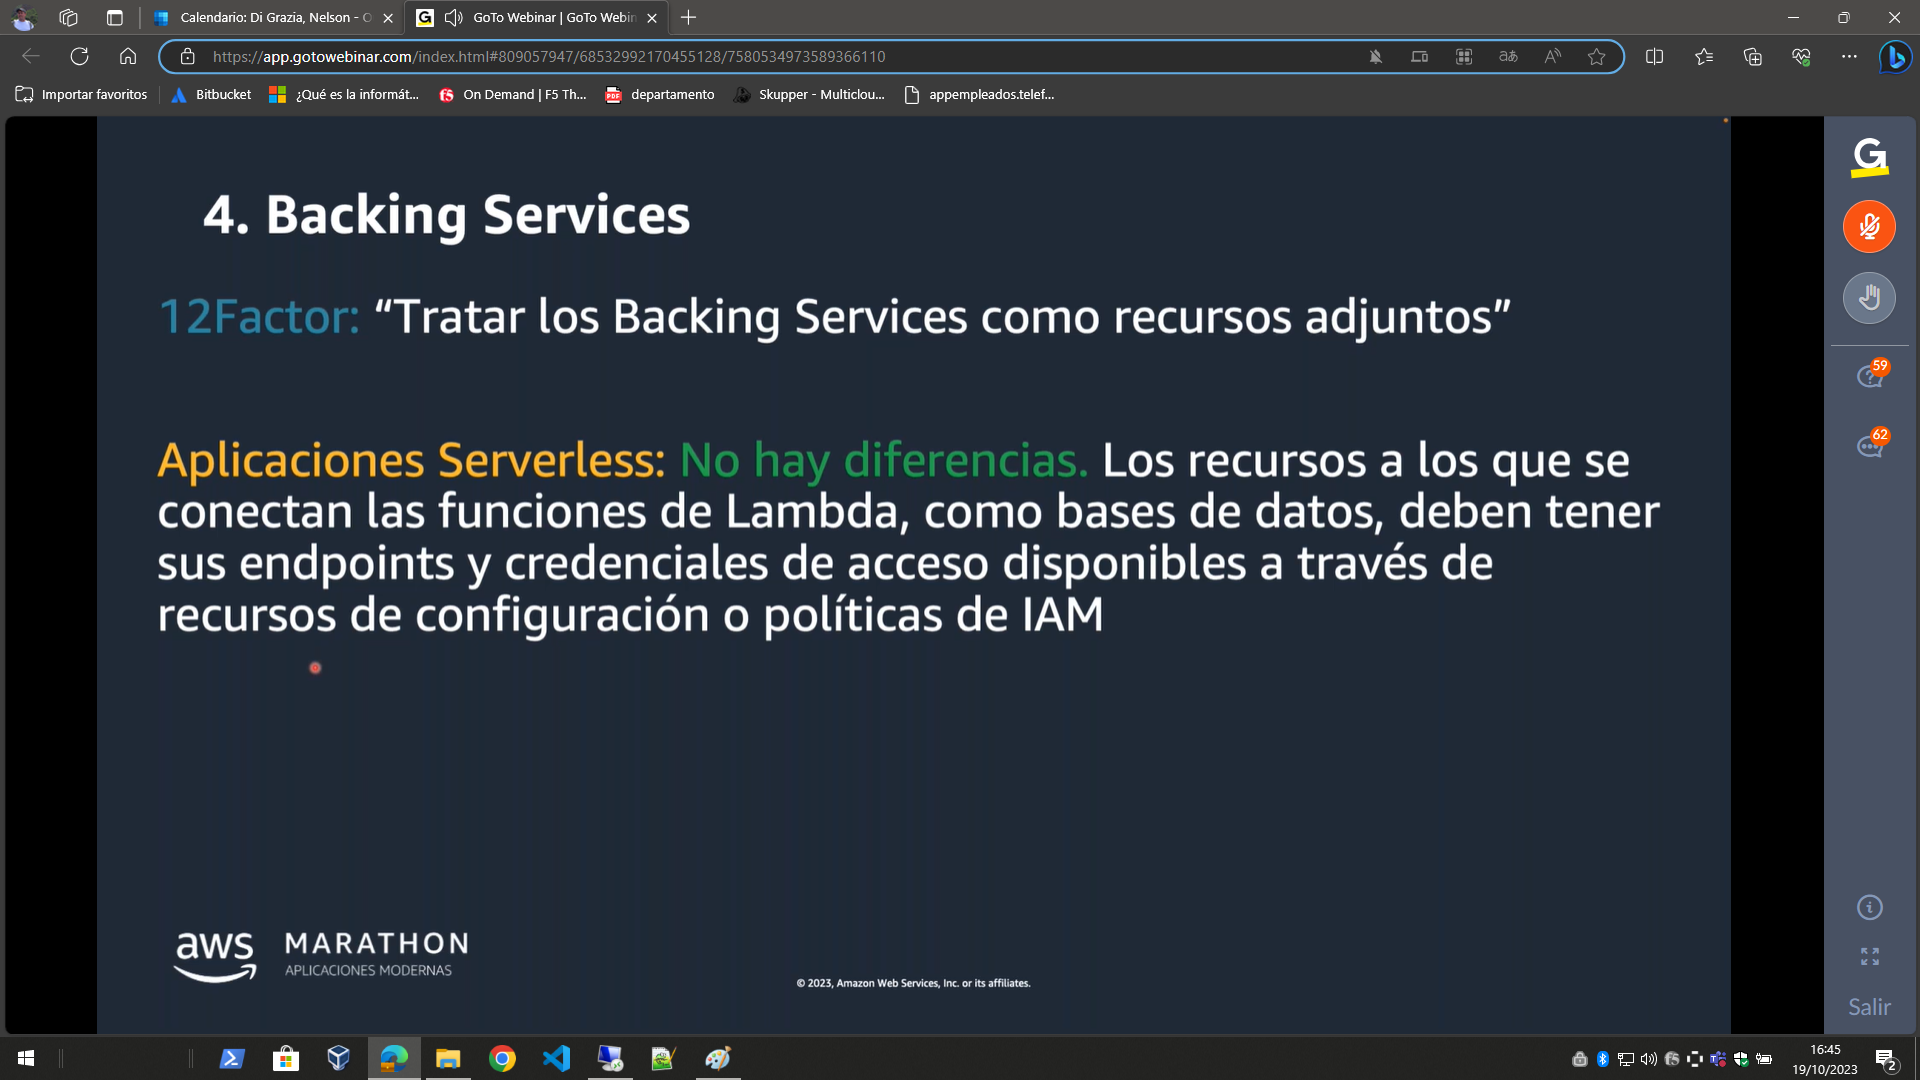 Calendario: Di Grazia, Nelson - O
GoTo Webinar | GoTo Webin
https://app.gotowebinar.com/index.html#809057947/68532992170455128/7580534973589366110
Importar favoritos
Bitbucket
¿Qué es la informát...
On Demand | F5 Th...
departamento
Skupper - Multiclou...
appempleados.telef...
4. Backing Services
12Factor: “Tratar los Backing Services como recursos adjuntos”
Aplicaciones Serverless: No hay diferencias. Los recursos a los que se
conectan las funciones de Lambda, como bases de datos, deben tener
sus endpoints y credenciales de acceso disponibles a través de
recursos de configuración o políticas de IAM
59
62
aws MARATHON
APLICACIONES MODERNAS
© 2023, Amazon Web Services, Inc. or its affiliates.
Salir
16:45
19/10/2023
2